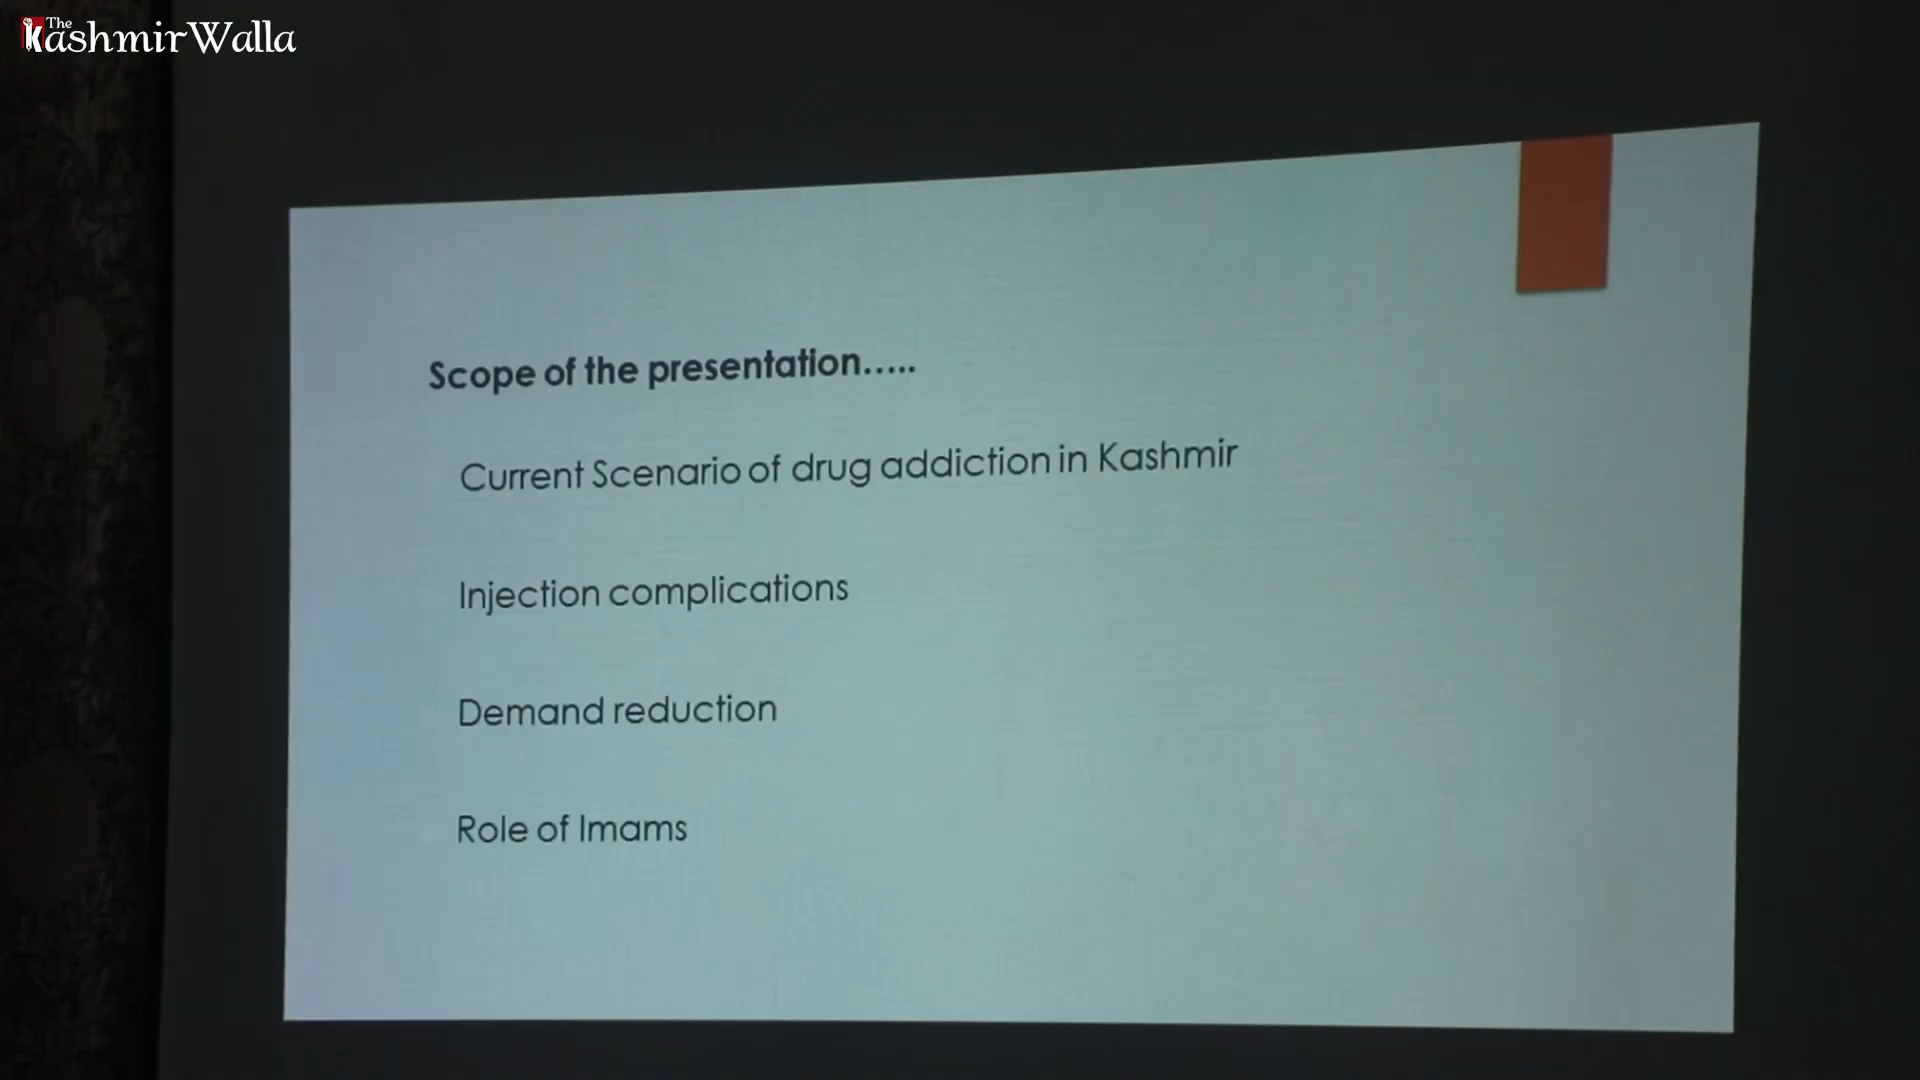 The
KashmirWalla
Scope of the presentation.....
Current Scenario of drug addiction in Kashmir
Injection complications
Demand reduction
Role of Imams